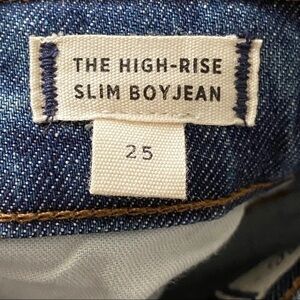 THE HIGH-RISE
SLIM BOYJEAN
25